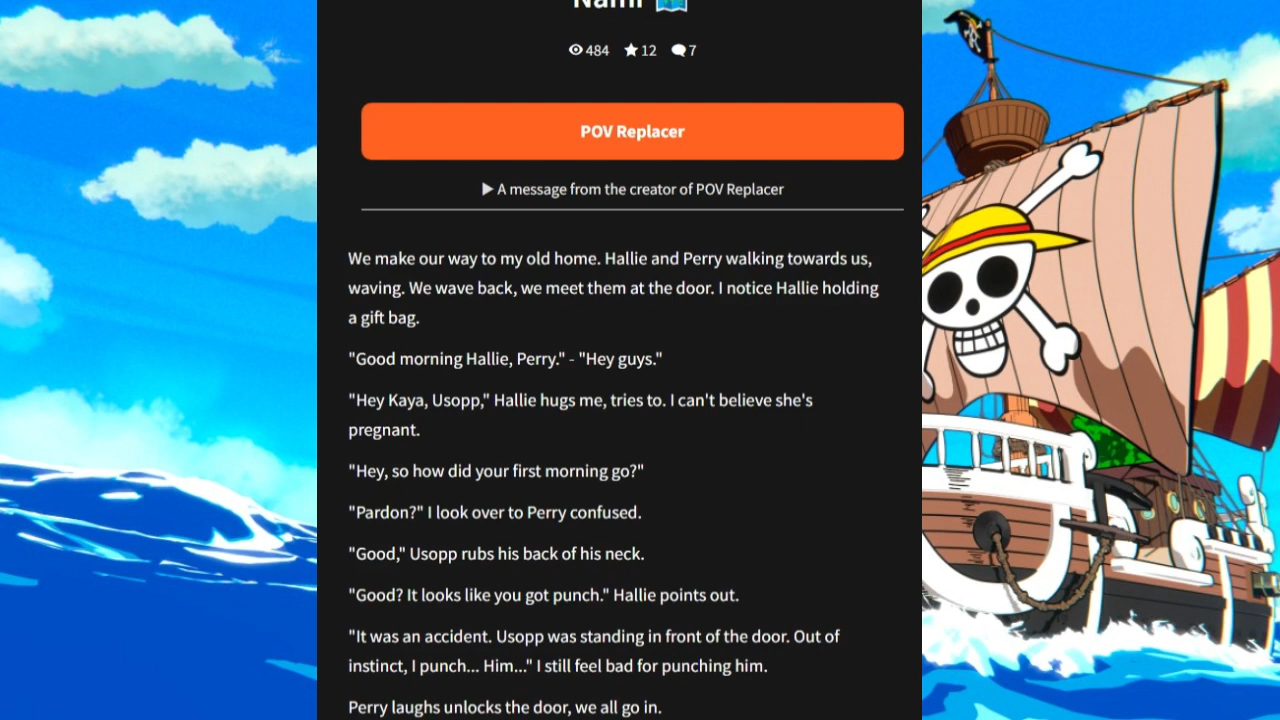 Nami
484 12 7
POV Replacer
▶ A message from the creator of POV Replacer
We make our way to my old home. Hallie and Perry walking towards us,
waving. We wave back, we meet them at the door. I notice Hallie holding
a gift bag.
"Good morning Hallie, Perry." - "Hey guys."
"Hey Kaya, Usopp," Hallie hugs me, tries to. I can't believe she's
pregnant.
"Hey, so how did your first morning go?"
"Pardon?" I look over to Perry confused.
"Good," Usopp rubs his back of his neck.
"Good? It looks like you got punch." Hallie points out.
"It was an accident. Usopp was standing in front of the door. Out of
instinct, I punch... Him..." I still feel bad for punching him.
Perry laughs unlocks the door, we all go in.